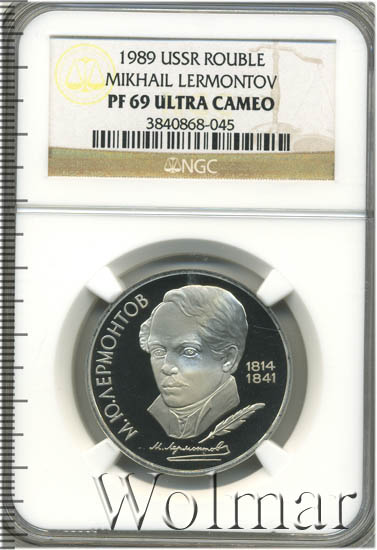 1989 USSR ROUBLE
MIKHAIL LERMONTOV
PF 69 ULTRA CAMEO
3840868-045
NGC
М.Ю.ЛЕРМОНТОВ
1814
1841
М. Лермонтов
Wolmar